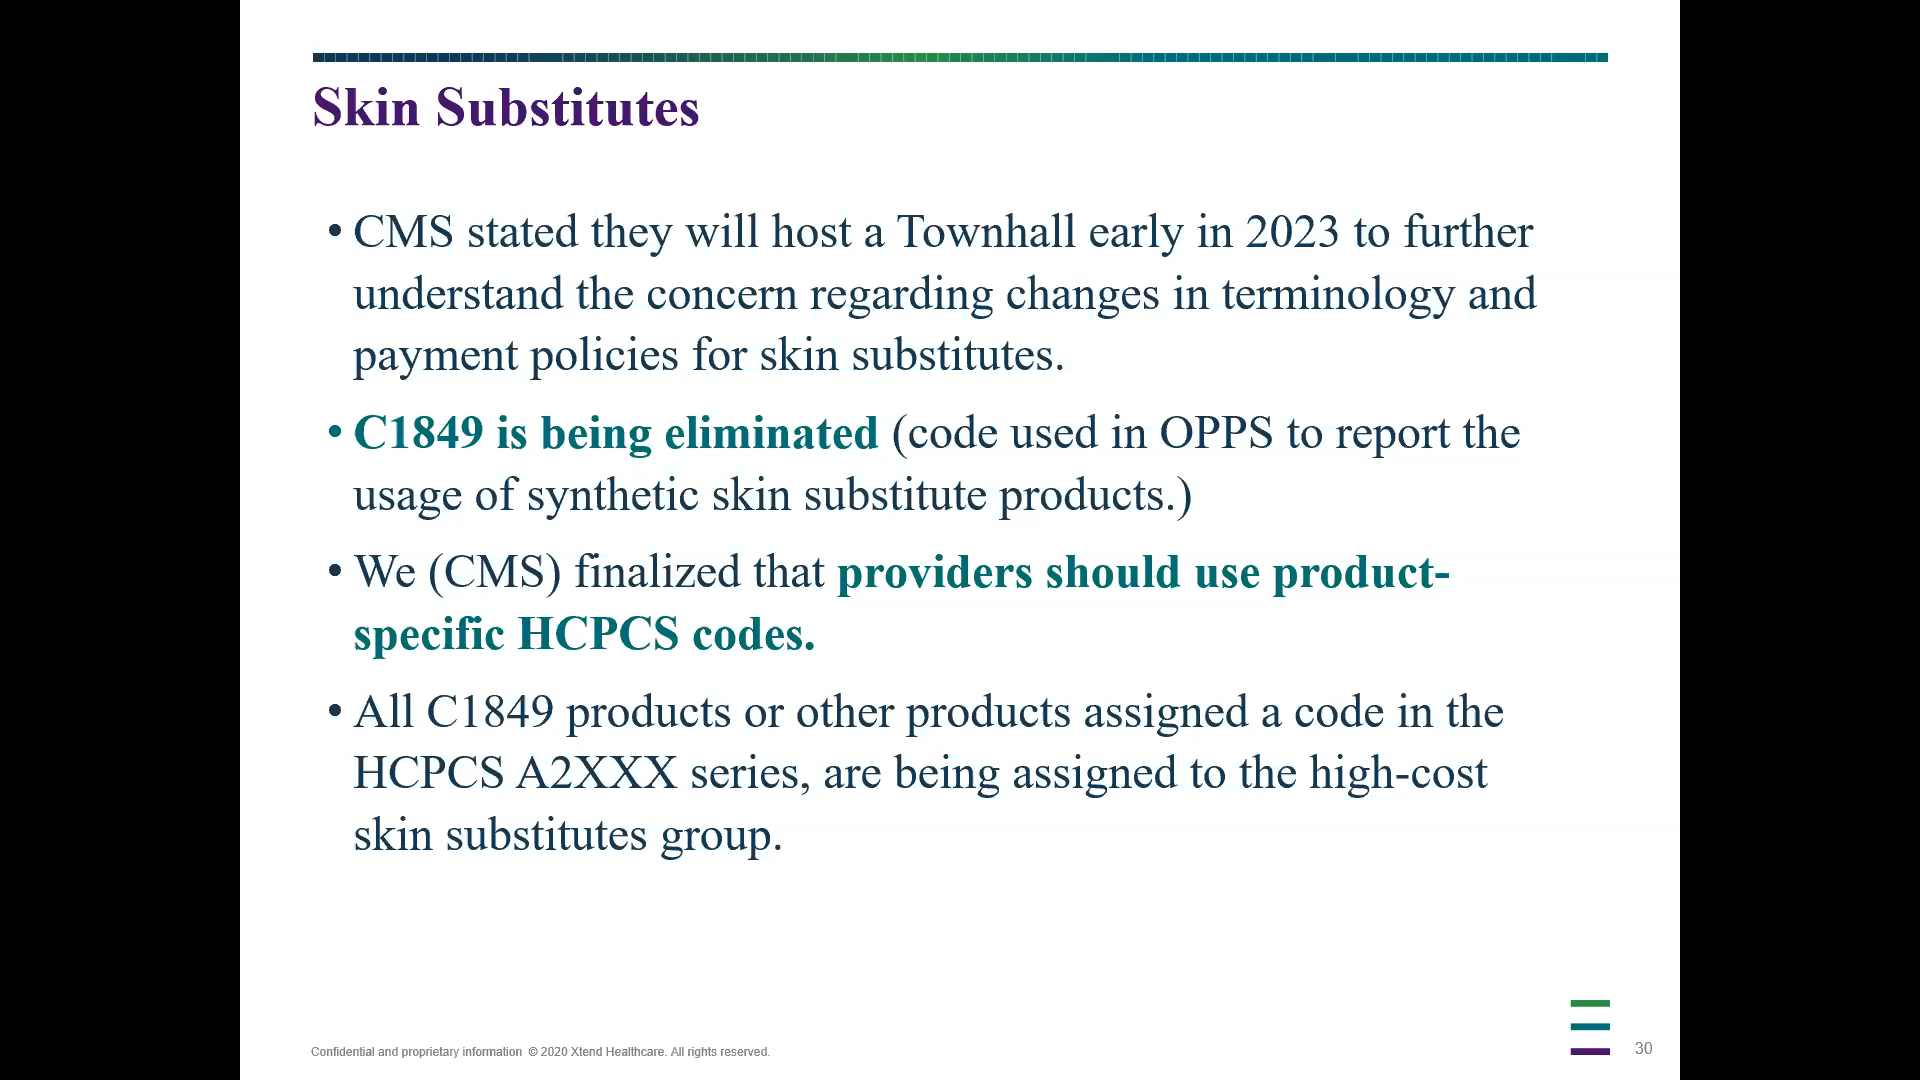 Skin Substitutes
• CMS stated they will host a Townhall early in 2023 to further
understand the concern regarding changes in terminology and
payment policies for skin substitutes.
• C1849 is being eliminated (code used in OPPS to report the
usage of synthetic skin substitute products.)
• We (CMS) finalized that providers should use product-
specific HCPCS codes.
• All C1849 products or other products assigned a code in the
HCPCS A2XXX series, are being assigned to the high-cost
skin substitutes group.
Confidential and proprietary information © 2020 Xtend Healthcare. All rights reserved.
30